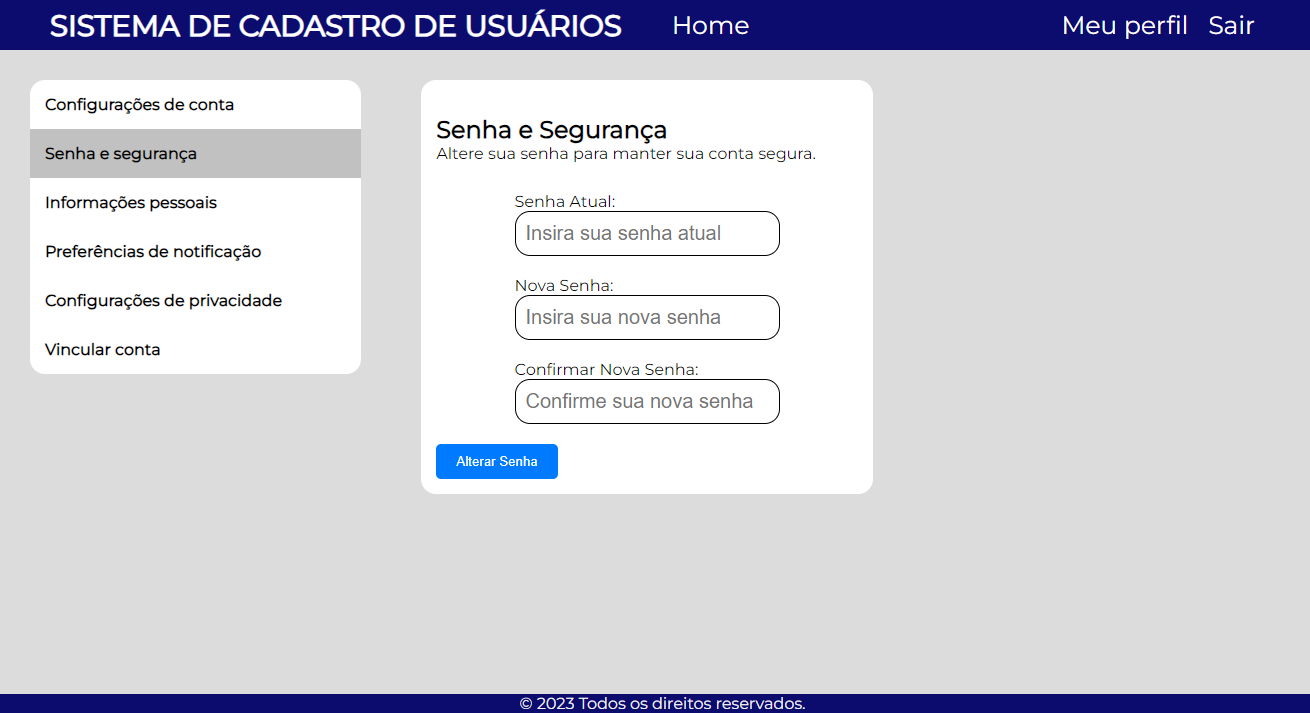 SISTEMA DE CADASTRO DE USUÁRIOS Home Meu perfil Sair
Configurações de conta
Senha e segurança
Informações pessoais
Preferências de notificação
Configurações de privacidade
Vincular conta
Senha e Segurança
Altere sua senha para manter sua conta segura.
Senha Atual:
Insira sua senha atual
Nova Senha:
Insira sua nova senha
Confirmar Nova Senha:
Confirme sua nova senha
Alterar Senha
© 2023 Todos os direitos reservados.